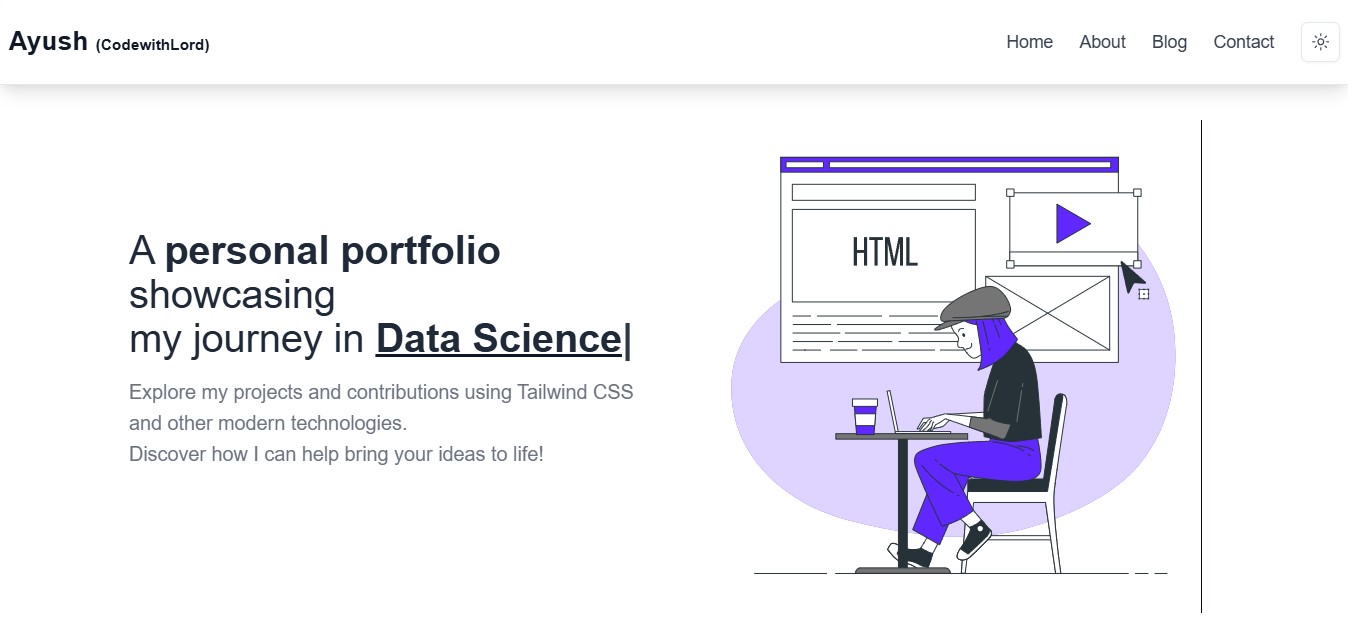 Ayush (CodewithLord)
Home About Blog Contact
A personal portfolio
showcasing
my journey in Data Science|
Explore my projects and contributions using Tailwind CSS
and other modern technologies.
Discover how I can help bring your ideas to life!
HTML